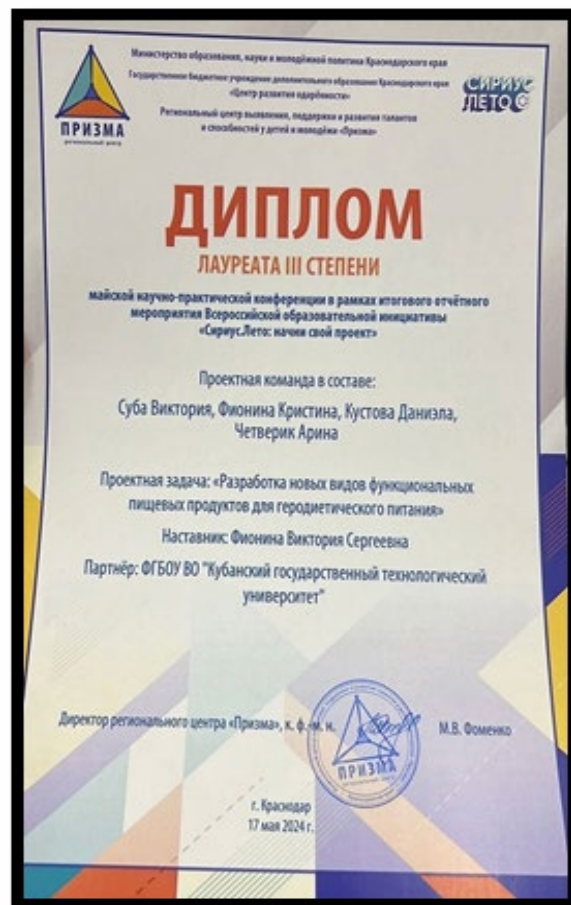 Министерство образования, науки и молодёжной политики Краснодарского края
Государственное бюджетное учреждение дополнительного образования Краснодарского края
«Центр развития одарённости»
Региональный центр выявления, поддержки и развития талантов
и способностей у детей и молодёжи «Призма»
ПРИЗМА
региональный центр
СИРИУС
ЛЕТО
ДИПЛОМ
ЛАУРЕАТА III СТЕПЕНИ
майской научно-практической конференции в рамках итогового отчётного
мероприятия Всероссийской образовательной инициативы
«Сириус.Лето: начни свой проект»
Проектная команда в составе:
Суба Виктория, Фионина Кристина, Кустова Даниэла,
Четверик Арина
Проектная задача: «Разработка новых видов функциональных
пищевых продуктов для геродиетического питания»
Наставник: Фионина Виктория Сергеевна
Партнёр: ФГБОУ ВО "Кубанский государственный технологический
университет"
Директор регионального центра «Призма», к. ф.-м. н.
М.В. Фоменко
ПРИЗМА
г. Краснодар
17 мая 2024 г.